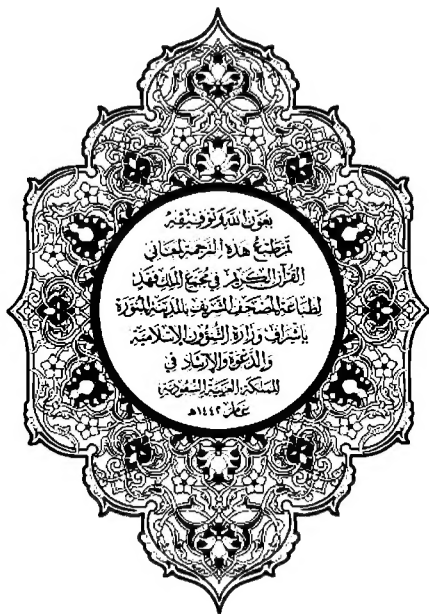 بعون الله وتوفيقه
تم طبع هذه الترجمة لمعاني
القرآن الكريم في مجمع الملك فهد
لطباعة المصحف الشريف بالمدينة المنورة
بإشراف وزارة الشؤون الإسلامية
والدعوة والإرشاد في
المملكة العربية السعودية
عام ١٤٤٢هـ